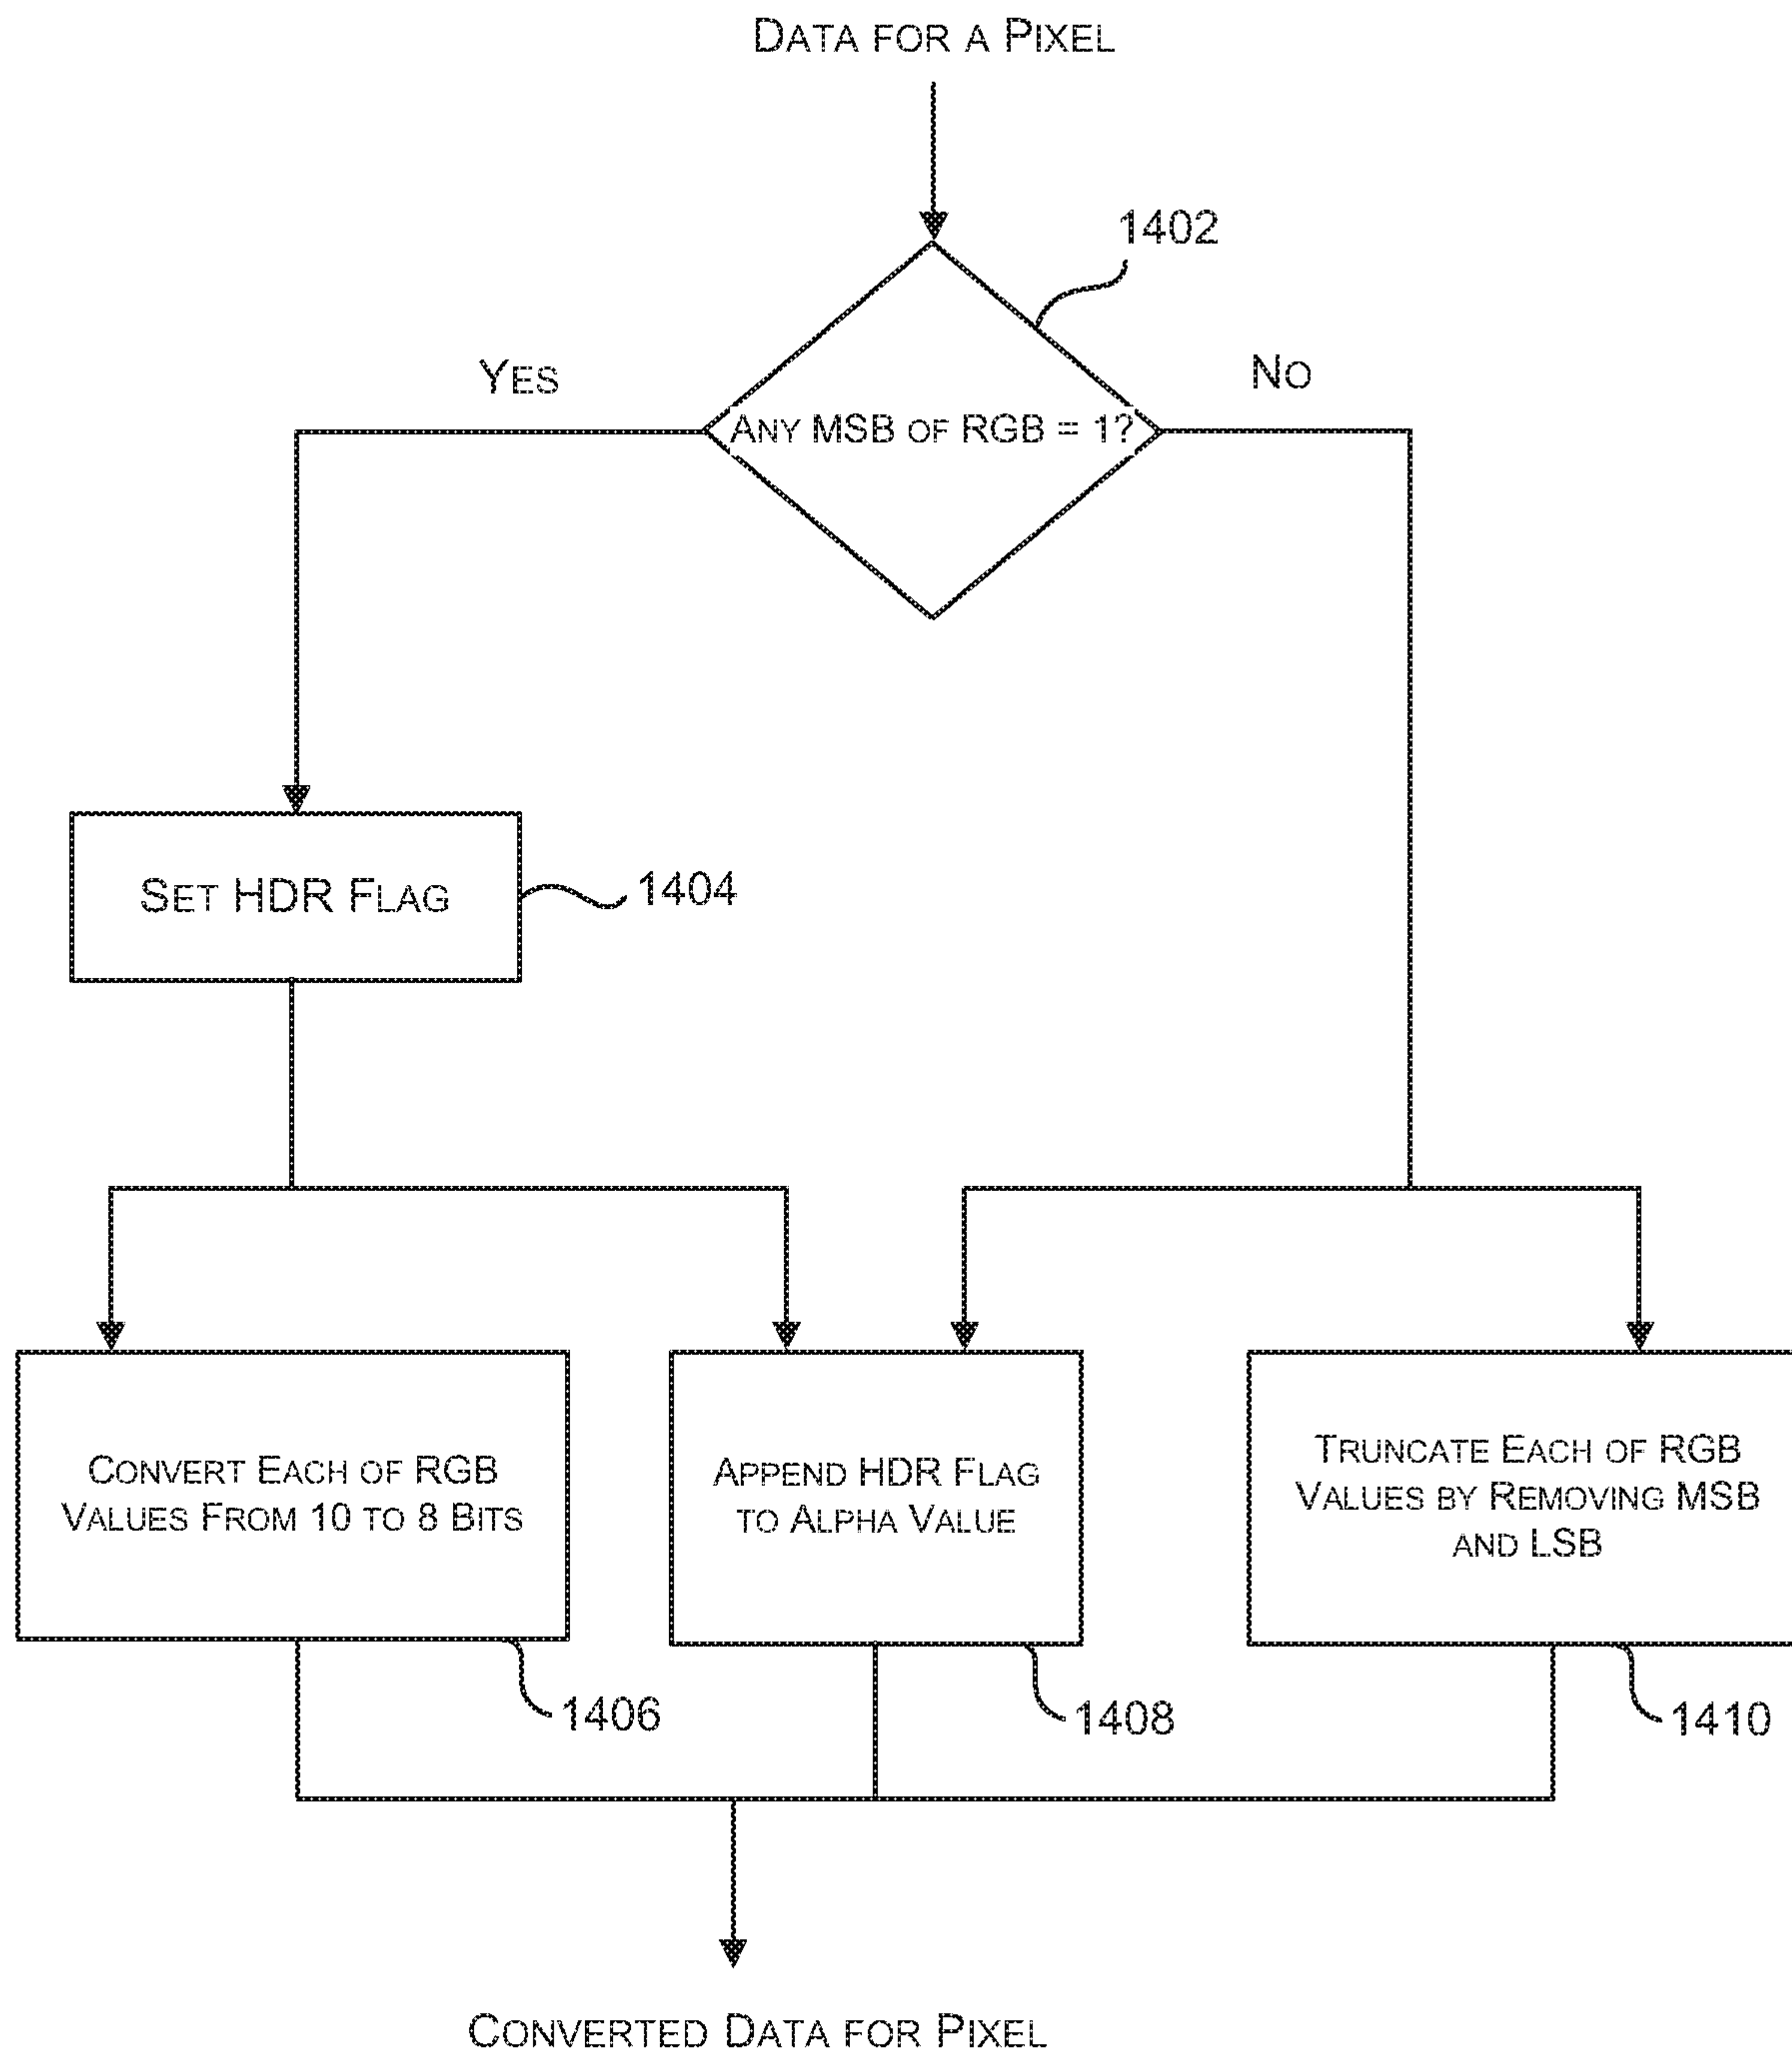 DATA FOR A PIXEL
1402
YES
NO
ANY MSB OF RGB = 1?
SET HDR FLAG
1404
CONVERT EACH OF RGB
VALUES FROM 10 TO 8 BITS
APPEND HDR FLAG
TO ALPHA VALUE
TRUNCATE EACH OF RGB
VALUES BY REMOVING MSB
AND LSB
1406
1408
1410
CONVERTED DATA FOR PIXEL